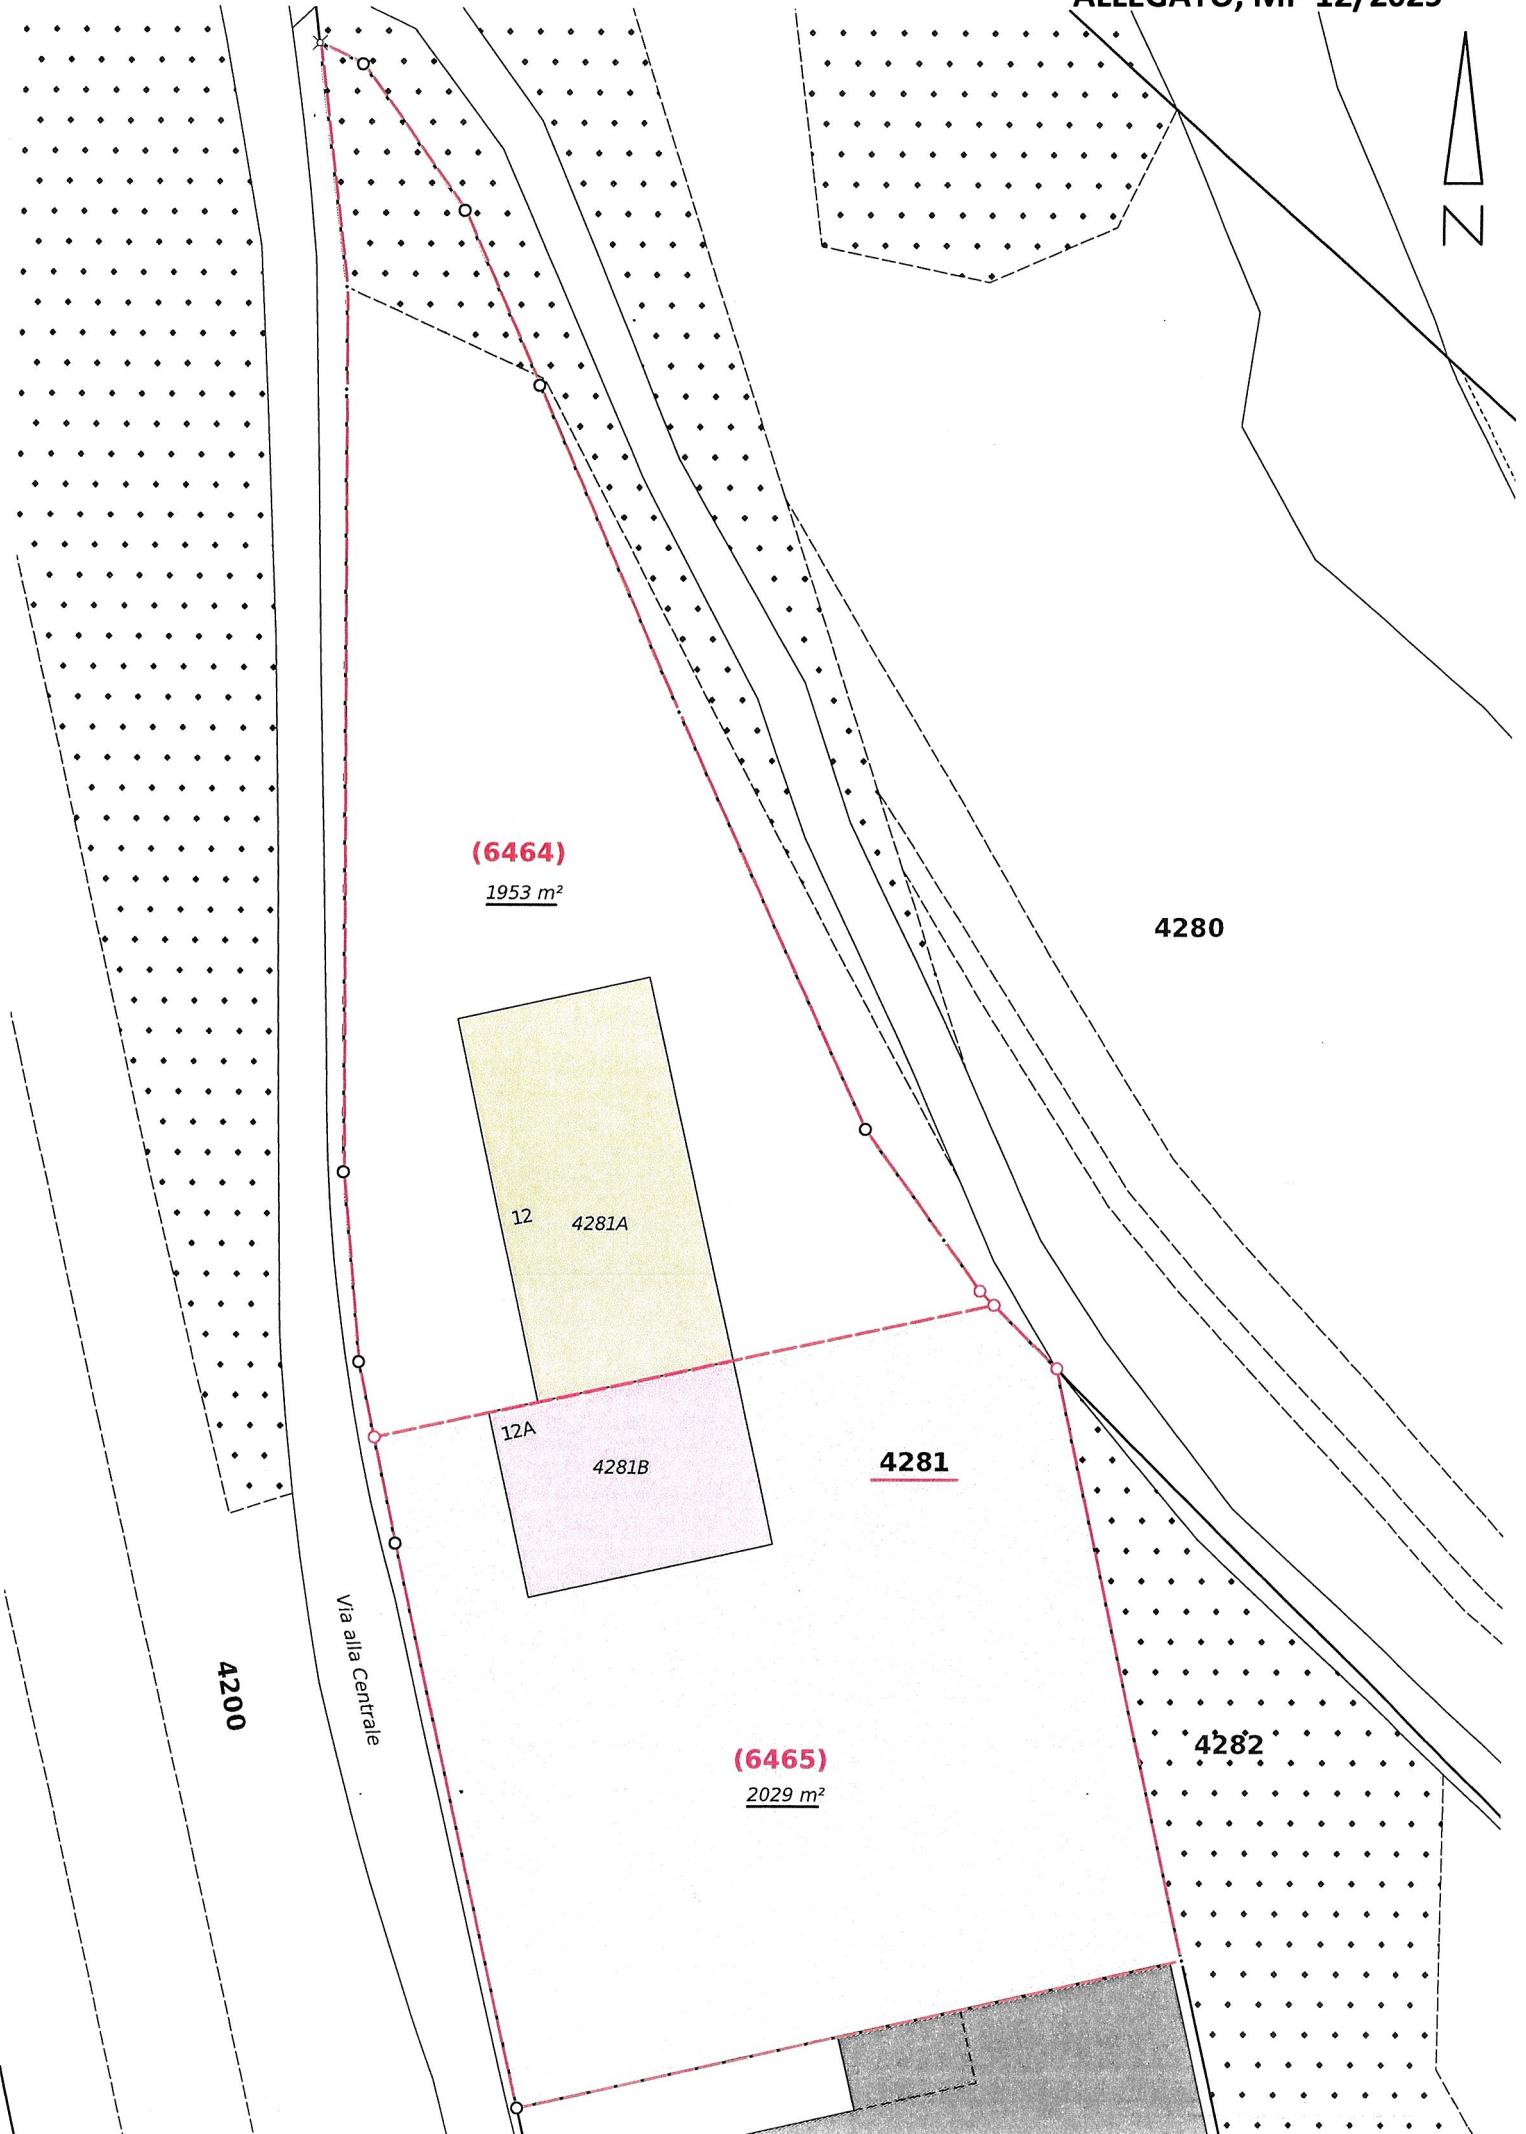 ALLEGATO, MP 12/2025
N
(6464)
1953 m²
4280
12
4281A
12A
4281B
4281
Via alla Centrale
4200
(6465)
2029 m²
4282